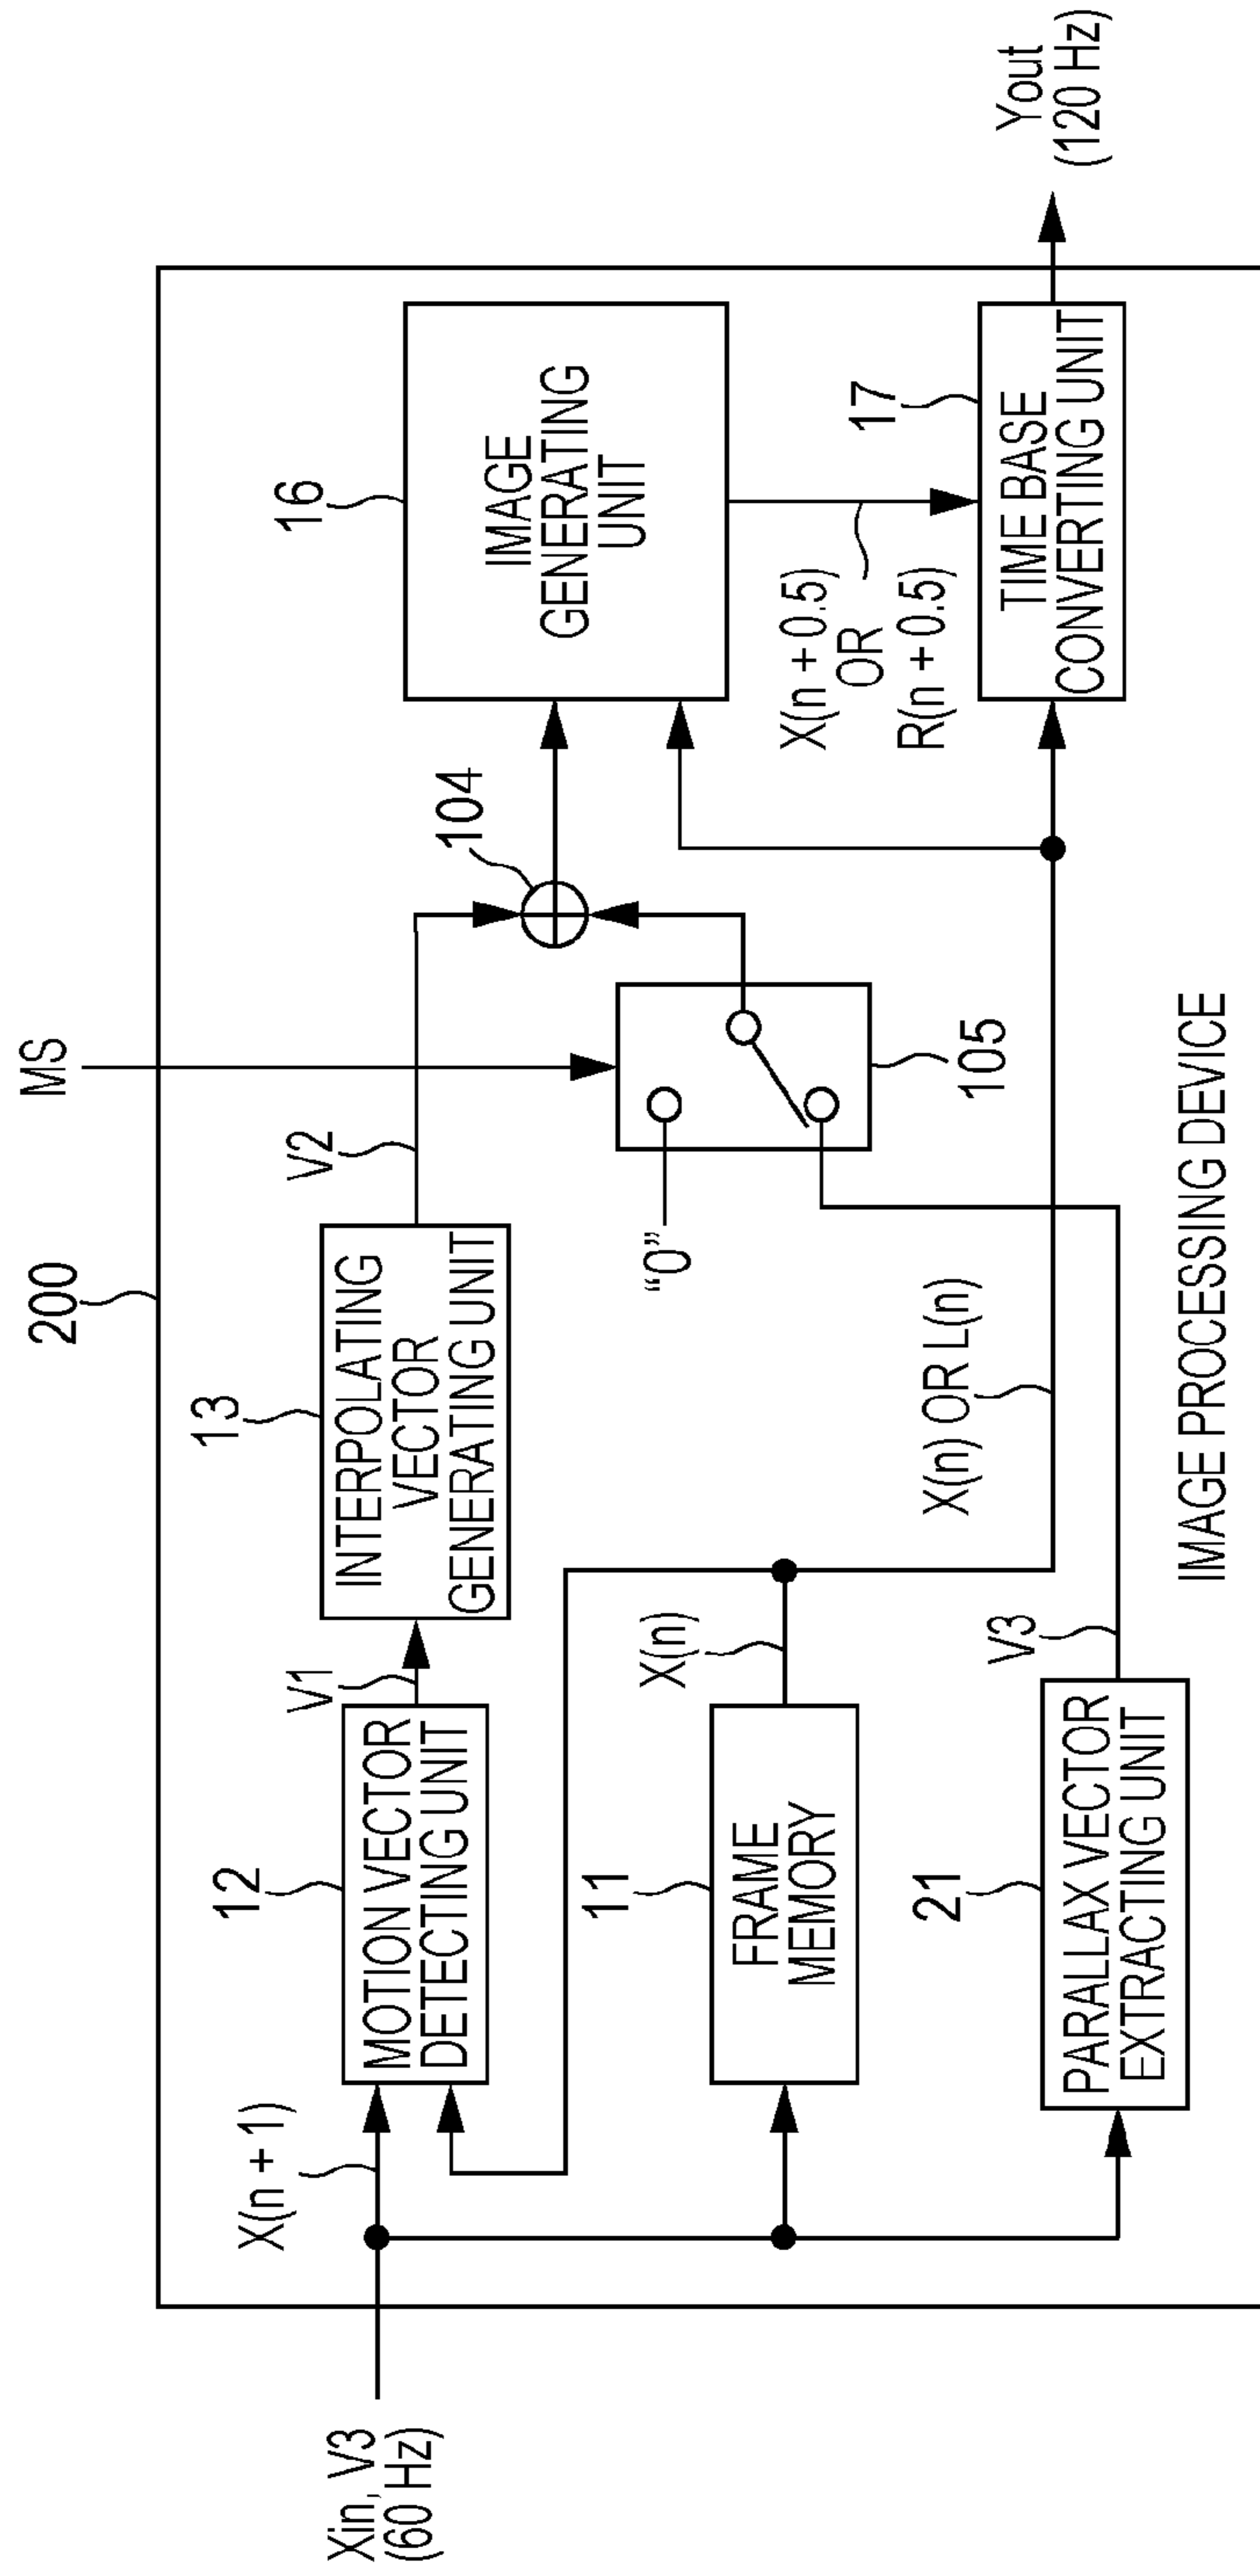 MS
200
Xin, V3
(60 Hz)
X(n + 1)
12
MOTION VECTOR
DETECTING UNIT
V1
13
INTERPOLATING
VECTOR
GENERATING UNIT
V2
104
16
IMAGE
GENERATING
UNIT
11
FRAME
MEMORY
X(n)
“0”
105
X(n + 0.5)
OR
R(n + 0.5)
17
TIME BASE
CONVERTING UNIT
Yout
(120 Hz)
21
PARALLAX VECTOR
EXTRACTING UNIT
V3
X(n) OR L(n)
IMAGE PROCESSING DEVICE